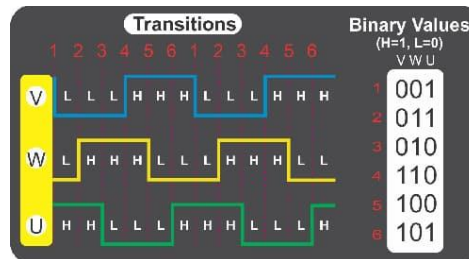 Transitions
1 2 3 4 5 6 1 2 3 4 5 6
V L L L H H H L L L H H H
W L H H H L L L H H H L L
U H H L L L H H H L L L H
Binary Values
(H=1, L=0)
V W U
1 001
2 011
3 010
4 110
5 100
6 101